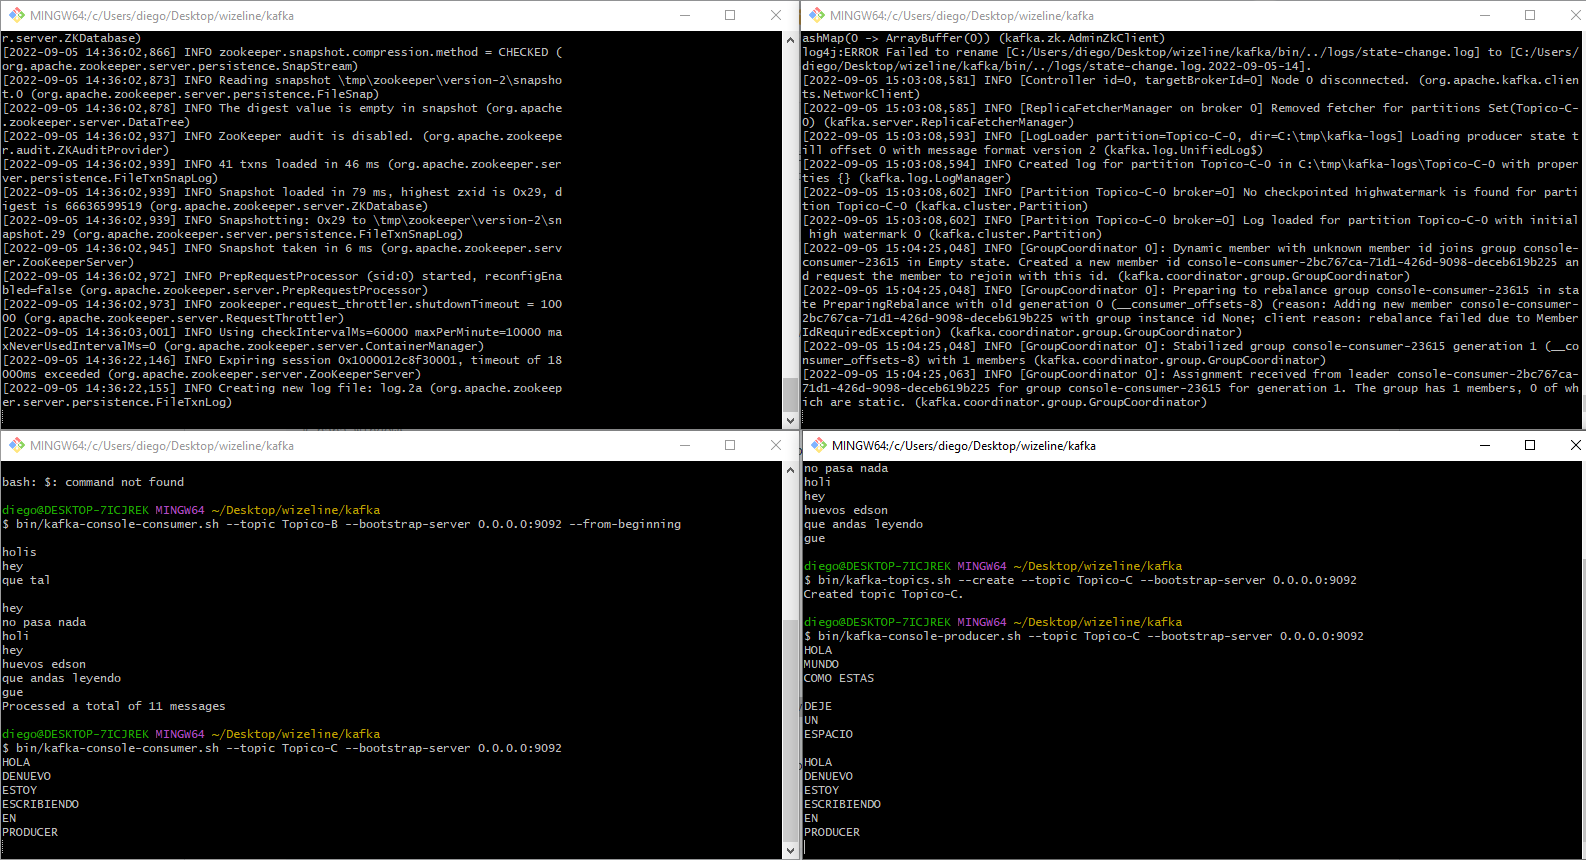 MINGW64:/c/Users/diego/Desktop/wizeline/kafka
r.server.ZKDatabase)
[2022-09-05 14:36:02,866] INFO zookeeper.snapshot.compression.method = CHECKED (
org.apache.zookeeper.server.persistence.SnapStream)
[2022-09-05 14:36:02,873] INFO Reading snapshot \tmp\zookeeper\version-2\snapsho
t.0 (org.apache.zookeeper.server.persistence.FileSnap)
[2022-09-05 14:36:02,878] INFO The digest value is empty in snapshot (org.apache
.zookeeper.server.DataTree)
[2022-09-05 14:36:02,937] INFO ZooKeeper audit is disabled. (org.apache.zookeepe
r.audit.ZKAuditProvider)
[2022-09-05 14:36:02,939] INFO 41 txns loaded in 46 ms (org.apache.zookeeper.ser
ver.persistence.FileTxnSnapLog)
[2022-09-05 14:36:02,939] INFO Snapshot loaded in 79 ms, highest zxid is 0x29, d
igest is 66636599519 (org.apache.zookeeper.server.ZKDatabase)
[2022-09-05 14:36:02,939] INFO Snapshotting: 0x29 to \tmp\zookeeper\version-2\sn
apshot.29 (org.apache.zookeeper.server.persistence.FileTxnSnapLog)
[2022-09-05 14:36:02,945] INFO Snapshot taken in 6 ms (org.apache.zookeeper.serv
er.ZooKeeperServer)
[2022-09-05 14:36:02,972] INFO PrepRequestProcessor (sid:0) started, reconfigEna
bled=false (org.apache.zookeeper.server.PrepRequestProcessor)
[2022-09-05 14:36:02,973] INFO zookeeper.request_throttler.shutdownTimeout = 100
00 (org.apache.zookeeper.server.RequestThrottler)
[2022-09-05 14:36:03,001] INFO Using checkIntervalMs=60000 maxPerMinute=10000 ma
xNeverUsedIntervalMs=0 (org.apache.zookeeper.server.ContainerManager)
[2022-09-05 14:36:22,146] INFO Expiring session 0x1000012c8f30001, timeout of 18
000ms exceeded (org.apache.zookeeper.server.ZooKeeperServer)
[2022-09-05 14:36:22,155] INFO Creating new log file: log.2a (org.apache.zookeep
er.server.persistence.FileTxnLog)
MINGW64:/c/Users/diego/Desktop/wizeline/kafka
ashMap(0 -> ArrayBuffer(0)) (kafka.zk.AdminZkClient)
log4j:ERROR Failed to rename [C:/Users/diego/Desktop/wizeline/kafka/bin/../logs/state-change.log] to [C:/Users/
diego/Desktop/wizeline/kafka/bin/../logs/state-change.log.2022-09-05-14].
[2022-09-05 15:03:08,581] INFO [Controller id=0, targetBrokerId=0] Node 0 disconnected. (org.apache.kafka.clien
ts.NetworkClient)
[2022-09-05 15:03:08,585] INFO [ReplicaFetcherManager on broker 0] Removed fetcher for partitions Set(Topico-C-
0) (kafka.server.ReplicaFetcherManager)
[2022-09-05 15:03:08,593] INFO [LogLoader partition=Topico-C-0, dir=C:\tmp\kafka-logs] Loading producer state t
ill offset 0 with message format version 2 (kafka.log.UnifiedLog$)
[2022-09-05 15:03:08,594] INFO Created log for partition Topico-C-0 in C:\tmp\kafka-logs\Topico-C-0 with proper
ties {} (kafka.log.LogManager)
[2022-09-05 15:03:08,602] INFO [Partition Topico-C-0 broker=0] No checkpointed highwatermark is found for parti
tion Topico-C-0 (kafka.cluster.Partition)
[2022-09-05 15:03:08,602] INFO [Partition Topico-C-0 broker=0] Log loaded for partition Topico-C-0 with initial
 high watermark 0 (kafka.cluster.Partition)
[2022-09-05 15:04:25,048] INFO [GroupCoordinator 0]: Dynamic member with unknown member id joins group console-
consumer-23615 in Empty state. Created a new member id console-consumer-2bc767ca-71d1-426d-9098-deceb619b225 an
d request the member to rejoin with this id. (kafka.coordinator.group.GroupCoordinator)
[2022-09-05 15:04:25,048] INFO [GroupCoordinator 0]: Preparing to rebalance group console-consumer-23615 in sta
te PreparingRebalance with old generation 0 (__consumer_offsets-8) (reason: Adding new member console-consumer-
2bc767ca-71d1-426d-9098-deceb619b225 with group instance id None; client reason: rebalance failed due to Member
IdRequiredException) (kafka.coordinator.group.GroupCoordinator)
[2022-09-05 15:04:25,048] INFO [GroupCoordinator 0]: Stabilized group console-consumer-23615 generation 1 (__co
nsumer_offsets-8) with 1 members (kafka.coordinator.group.GroupCoordinator)
[2022-09-05 15:04:25,063] INFO [GroupCoordinator 0]: Assignment received from leader console-consumer-2bc767ca-
71d1-426d-9098-deceb619b225 for group console-consumer-23615 for generation 1. The group has 1 members, 0 of wh
ich are static. (kafka.coordinator.group.GroupCoordinator)
MINGW64:/c/Users/diego/Desktop/wizeline/kafka
bash: $: command not found
diego@DESKTOP-7ICJREK MINGW64 ~/Desktop/wizeline/kafka
$ bin/kafka-console-consumer.sh --topic Topico-B --bootstrap-server 0.0.0.0:9092 --from-beginning
holis
hey
que tal
hey
no pasa nada
holi
hey
huevos edson
que andas leyendo
gue
Processed a total of 11 messages
diego@DESKTOP-7ICJREK MINGW64 ~/Desktop/wizeline/kafka
$ bin/kafka-console-consumer.sh --topic Topico-C --bootstrap-server 0.0.0.0:9092
HOLA
DENUEVO
ESTOY
ESCRIBIENDO
EN
PRODUCER
MINGW64:/c/Users/diego/Desktop/wizeline/kafka
no pasa nada
holi
hey
huevos edson
que andas leyendo
gue
diego@DESKTOP-7ICJREK MINGW64 ~/Desktop/wizeline/kafka
$ bin/kafka-topics.sh --create --topic Topico-C --bootstrap-server 0.0.0.0:9092
Created topic Topico-C.
diego@DESKTOP-7ICJREK MINGW64 ~/Desktop/wizeline/kafka
$ bin/kafka-console-producer.sh --topic Topico-C --bootstrap-server 0.0.0.0:9092
HOLA
MUNDO
COMO ESTAS
DEJE
UN
ESPACIO
HOLA
DENUEVO
ESTOY
ESCRIBIENDO
EN
PRODUCER